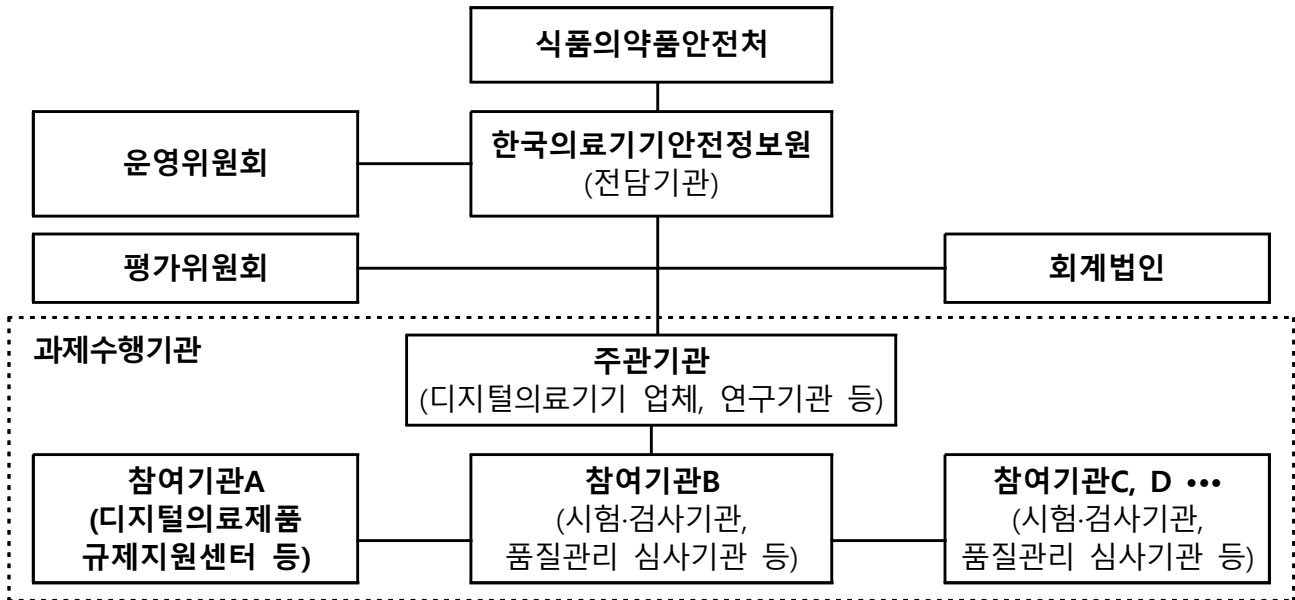 식품의약품안전처
운영위원회
한국의료기기안전정보원
(전담기관)
평가위원회
회계법인
과제수행기관
주관기관
(디지털의료기기 업체, 연구기관 등)
참여기관A
(디지털의료제품
규제지원센터 등)
참여기관B
(시험·검사기관,
품질관리 심사기관 등)
참여기관C, D •••
(시험·검사기관,
품질관리 심사기관 등)